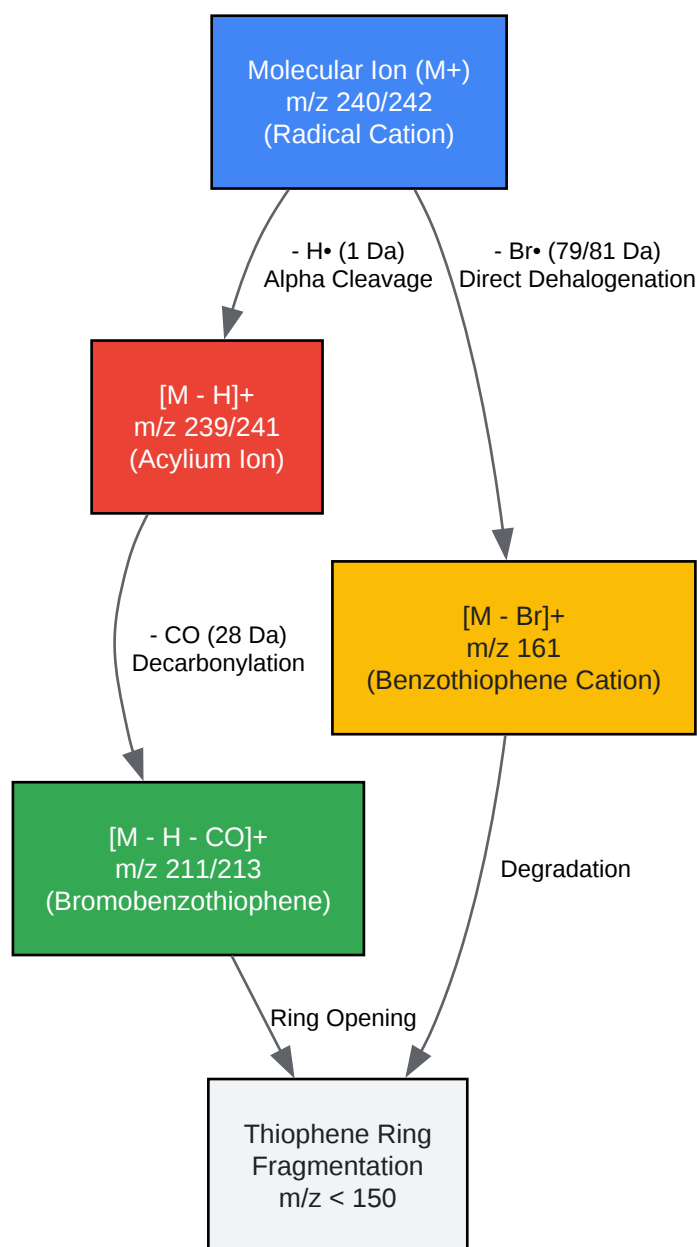 Molecular Ion (M+)
m/z 240/242
(Radical Cation)
- H• (1 Da)
Alpha Cleavage
- Br• (79/81 Da)
Direct Dehalogenation
[M - H]+
m/z 239/241
(Acylium Ion)
- CO (28 Da)
Decarbonylation
[M - Br]+
m/z 161
(Benzothiophene Cation)
[M - H - CO]+
m/z 211/213
(Bromobenzothiophene)
Degradation
Ring Opening
Thiophene Ring
Fragmentation
m/z < 150